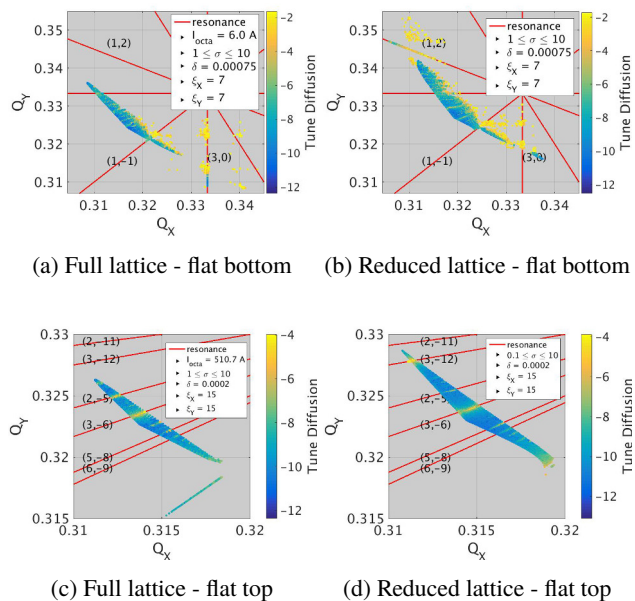 0.35
0.34
0.33
0.32
0.31
Q_Y
(1,2)
(1,−1)
(3,0)
resonance
I_octa = 6.0 A
1 ≤ σ ≤ 10
δ = 0.00075
ξ_X = 7
ξ_Y = 7
0.31 0.32 0.33 0.34
Q_X
-2
-4
-6
-8
-10
-12
Tune Diffusion
(a) Full lattice - flat bottom
0.35
0.34
0.33
0.32
0.31
Q_Y
(1,2)
(1,−1)
(3,0)
resonance
1 ≤ σ ≤ 10
δ = 0.00075
ξ_X = 7
ξ_Y = 7
0.31 0.32 0.33 0.34
Q_X
-2
-4
-6
-8
-10
-12
Tune Diffusion
(b) Reduced lattice - flat bottom
0.33
0.325
0.32
0.315
Q_Y
(2,−11)
(3,−12)
(2,−5)
(3,−6)
(5,−8)
(6,−9)
resonance
I_octa = 510.7 A
1 ≤ σ ≤ 10
δ = 0.0002
ξ_X = 15
ξ_Y = 15
0.31 0.315 0.32
Q_X
-4
-6
-8
-10
-12
Tune Diffusion
(c) Full lattice - flat top
0.33
0.325
0.32
0.315
Q_Y
(2,−11)
(3,−12)
(2,−5)
(3,−6)
(5,−8)
(6,−9)
resonance
0.1 ≤ σ ≤ 10
δ = 0.0002
ξ_X = 15
ξ_Y = 15
0.31 0.315 0.32
Q_X
-4
-6
-8
-10
-12
Tune Diffusion
(d) Reduced lattice - flat top